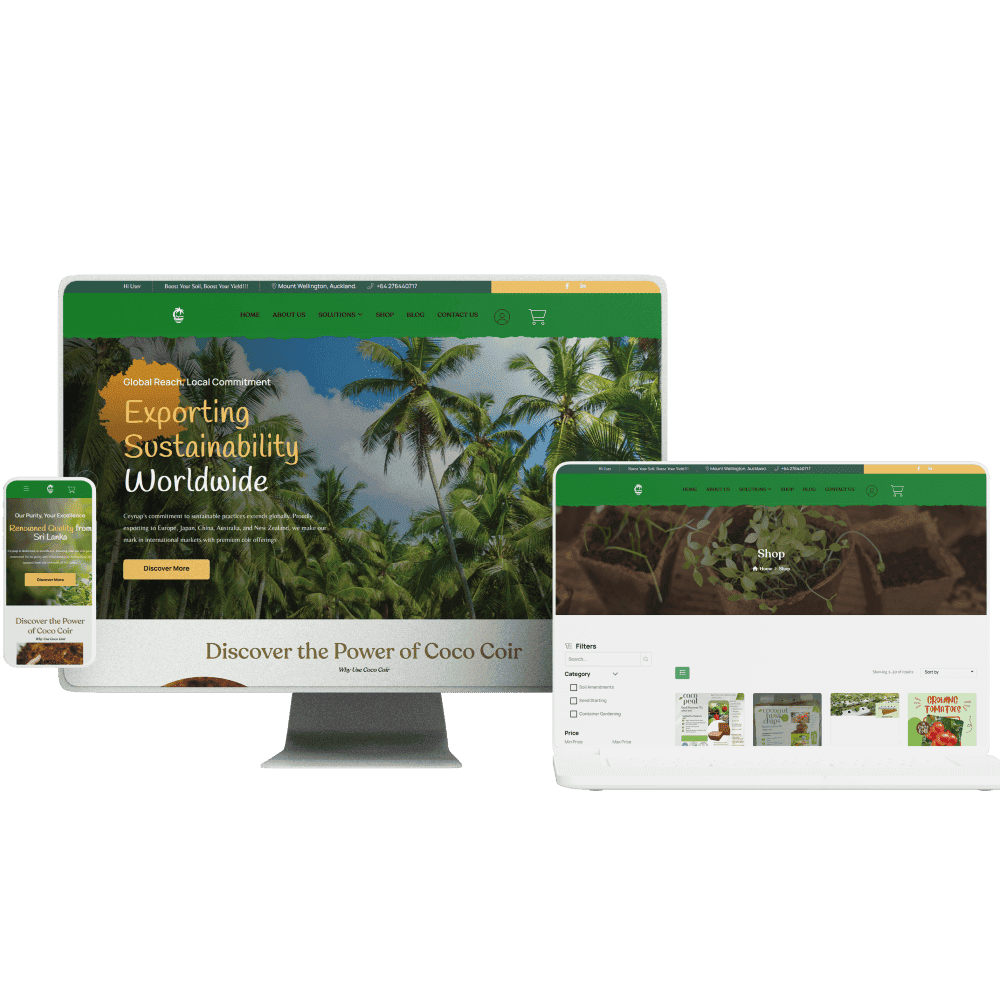 Hi User
Boost Your Soil, Boost Your Yield!!!
Mount Wellington, Auckland.
+64 276440717
HOME
ABOUT US
SOLUTIONS
SHOP
BLOG
CONTACT US
Global Reach, Local Commitment
Exporting
Sustainability
Worldwide
Ceynap's commitment to sustainable practices extends globally. Proudly
exporting to Europe, Japan, China, Australia, and New Zealand, we make our
mark in international markets with premium coir offerings.
Discover More
Discover the Power of Coco Coir
Why Use Coco Coir
Our Purity, Your Excellence
Renowned Quality from
Sri Lanka
Discover More
Discover the Power
of Coco Coir
Why Use Coco Coir
Hi User
Boost Your Soil, Boost Your Yield!!!
Mount Wellington, Auckland.
+64 276440717
HOME
ABOUT US
SOLUTIONS
SHOP
BLOG
CONTACT US
Shop
Home / Shop
Filters
Search...
Category
Soil Amendments
Seed Starting
Container Gardening
Price
Min Price
Max Price
Sort by
coco
peat
coconut
husk
chips
GROWING
TOMATOES